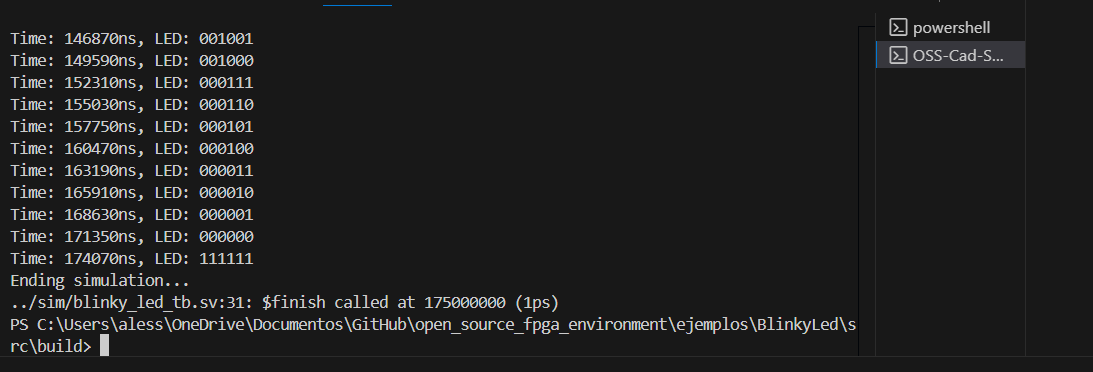 Time: 146870ns, LED: 001001
Time: 149590ns, LED: 001000
Time: 152310ns, LED: 000111
Time: 155030ns, LED: 000110
Time: 157750ns, LED: 000101
Time: 160470ns, LED: 000100
Time: 163190ns, LED: 000011
Time: 165910ns, LED: 000010
Time: 168630ns, LED: 000001
Time: 171350ns, LED: 000000
Time: 174070ns, LED: 111111
Ending simulation...
../sim/blinky_led_tb.sv:31: $finish called at 175000000 (1ps)
PS C:\Users\aless\OneDrive\Documentos\GitHub\open_source_fpga_environment\ejemplos\BlinkyLed\s
rc\build>
powershell
OSS-Cad-S...